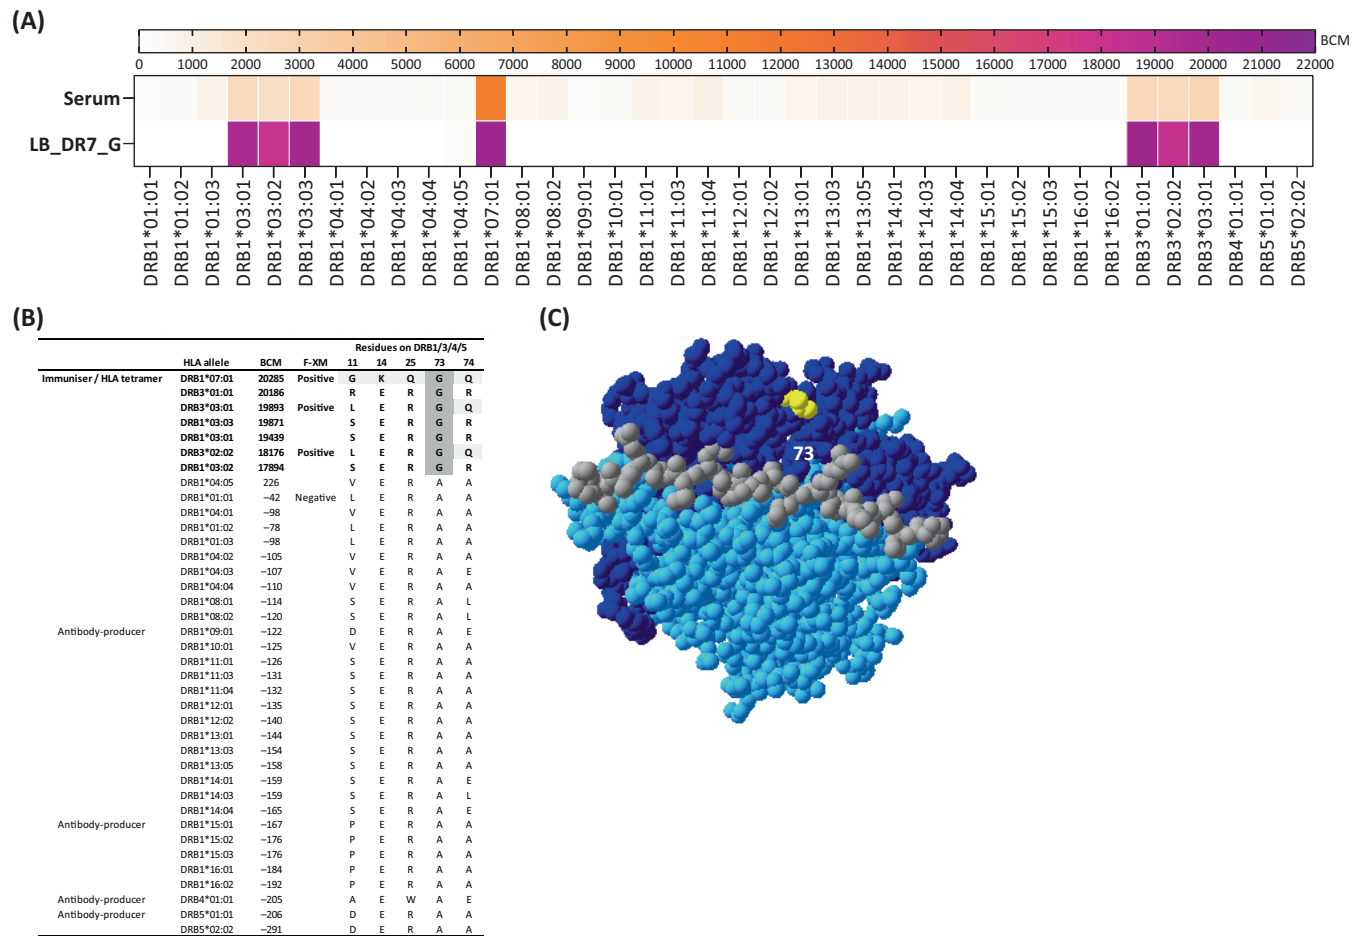 (A)
BCM
0 1000 2000 3000 4000 5000 6000 7000 8000 9000 10000 11000 12000 13000 14000 15000 16000 17000 18000 19000 20000 21000 22000
Serum
LB_DR7_G
DRB1*01:01
DRB1*01:02
DRB1*01:03
DRB1*03:01
DRB1*03:02
DRB1*03:03
DRB1*04:01
DRB1*04:02
DRB1*04:03
DRB1*04:04
DRB1*04:05
DRB1*07:01
DRB1*08:01
DRB1*08:02
DRB1*09:01
DRB1*10:01
DRB1*11:01
DRB1*11:03
DRB1*11:04
DRB1*12:01
DRB1*12:02
DRB1*13:01
DRB1*13:03
DRB1*13:05
DRB1*14:01
DRB1*14:03
DRB1*14:04
DRB1*15:01
DRB1*15:02
DRB1*15:03
DRB1*16:01
DRB1*16:02
DRB3*01:01
DRB3*02:02
DRB3*03:01
DRB4*01:01
DRB5*01:01
DRB5*02:02
(B)
Residues on DRB1/3/4/5
HLA allele BCM F-XM 11 14 25 73 74
Immuniser / HLA tetramer DRB1*07:01 20285 Positive G K Q G Q
DRB3*01:01 20186 R E R G R
DRB3*03:01 19893 Positive L E R G Q
DRB1*03:03 19871 S E R G R
DRB1*03:01 19439 S E R G R
DRB3*02:02 18176 Positive L E R G Q
DRB1*03:02 17894 S E R G R
DRB1*04:05 226 V E R A A
DRB1*01:01 −42 Negative L E R A A
DRB1*04:01 −98 V E R A A
DRB1*01:02 −78 L E R A A
DRB1*01:03 −98 L E R A A
DRB1*04:02 −105 V E R A A
DRB1*04:03 −107 V E R A E
DRB1*04:04 −110 V E R A A
DRB1*08:01 −114 S E R A L
DRB1*08:02 −120 S E R A L
Antibody-producer DRB1*09:01 −122 D E R A E
DRB1*10:01 −125 V E R A A
DRB1*11:01 −126 S E R A A
DRB1*11:03 −131 S E R A A
DRB1*11:04 −132 S E R A A
DRB1*12:01 −135 S E R A A
DRB1*12:02 −140 S E R A A
DRB1*13:01 −144 S E R A A
DRB1*13:03 −154 S E R A A
DRB1*13:05 −158 S E R A A
DRB1*14:01 −159 S E R A E
DRB1*14:03 −159 S E R A L
DRB1*14:04 −165 S E R A E
Antibody-producer DRB1*15:01 −167 P E R A A
DRB1*15:02 −176 P E R A A
DRB1*15:03 −176 P E R A A
DRB1*16:01 −184 P E R A A
DRB1*16:02 −192 P E R A A
Antibody-producer DRB4*01:01 −205 A E W A E
Antibody-producer DRB5*01:01 −206 D E R A A
DRB5*02:02 −291 D E R A A
(C)
73